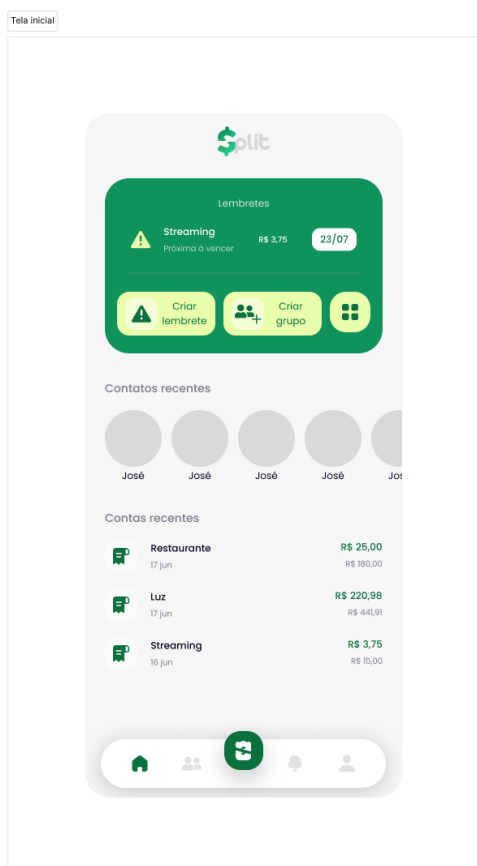 Tela inicial
Split
Lembretes
Streaming
Próxima à vencer
R$ 3,75
23/07
Criar
lembrete
Criar
grupo
Contatos recentes
José
José
José
José
Jos
Contas recentes
Restaurante
17 jun
R$ 25,00
R$ 180,00
Luz
17 jun
R$ 220,98
R$ 441,91
Streaming
16 jun
R$ 3,75
R$ 15,00